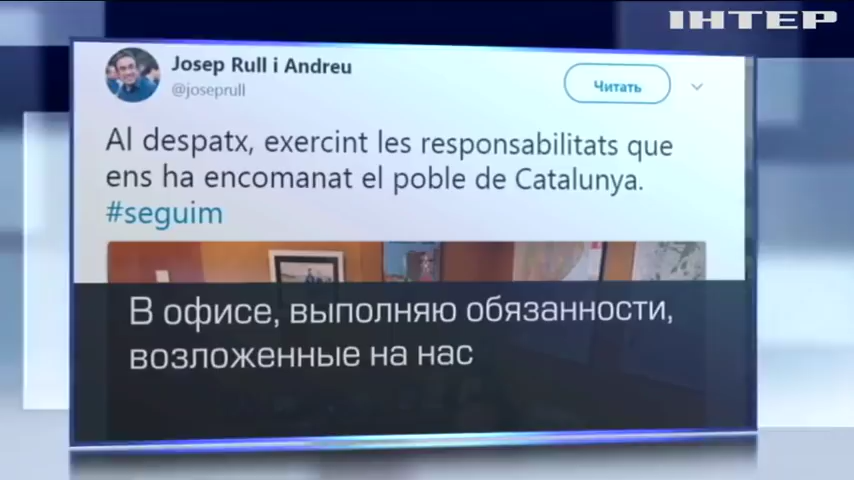 ІНТЕР
Josep Rull i Andreu
@joseprull
Читать
Al despatx, exercint les responsabilitats que
ens ha encomanat el poble de Catalunya.
#seguim
В офисе, выполняю обязанности,
возложенные на нас